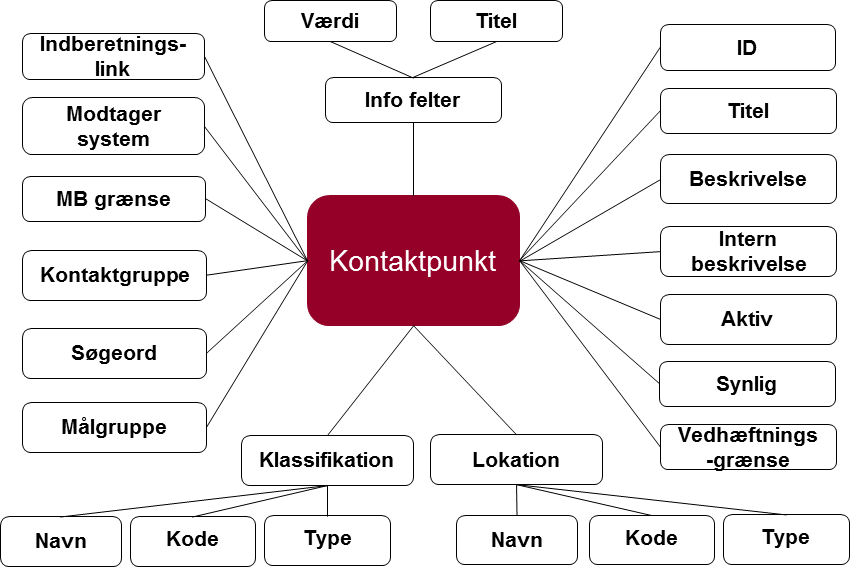 Værdi
Titel
Info felter
Indberetnings-
link
Modtager
system
MB grænse
Kontaktgruppe
Søgeord
Målgruppe
Kontaktpunkt
ID
Titel
Beskrivelse
Intern
beskrivelse
Aktiv
Synlig
Vedhæftnings
-grænse
Klassifikation
Lokation
Navn
Kode
Type
Navn
Kode
Type